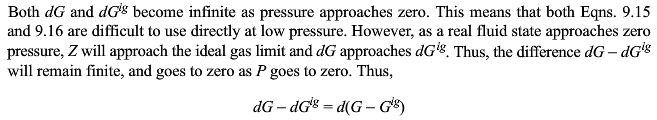 Both dG and dG^ig become infinite as pressure approaches zero. This means that both Eqns. 9.15
and 9.16 are difficult to use directly at low pressure. However, as a real fluid state approaches zero
pressure, Z will approach the ideal gas limit and dG approaches dG^ig. Thus, the difference dG – dG^ig
will remain finite, and goes to zero as P goes to zero. Thus,
dG – dG^ig = d(G – G^ig)